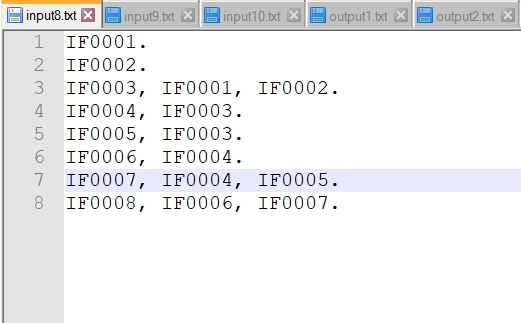 input8.txt input9.txt input10.txt output1.txt output2.txt
1 IF0001.
2 IF0002.
3 IF0003, IF0001, IF0002.
4 IF0004, IF0003.
5 IF0005, IF0003.
6 IF0006, IF0004.
7 IF0007, IF0004, IF0005.
8 IF0008, IF0006, IF0007.